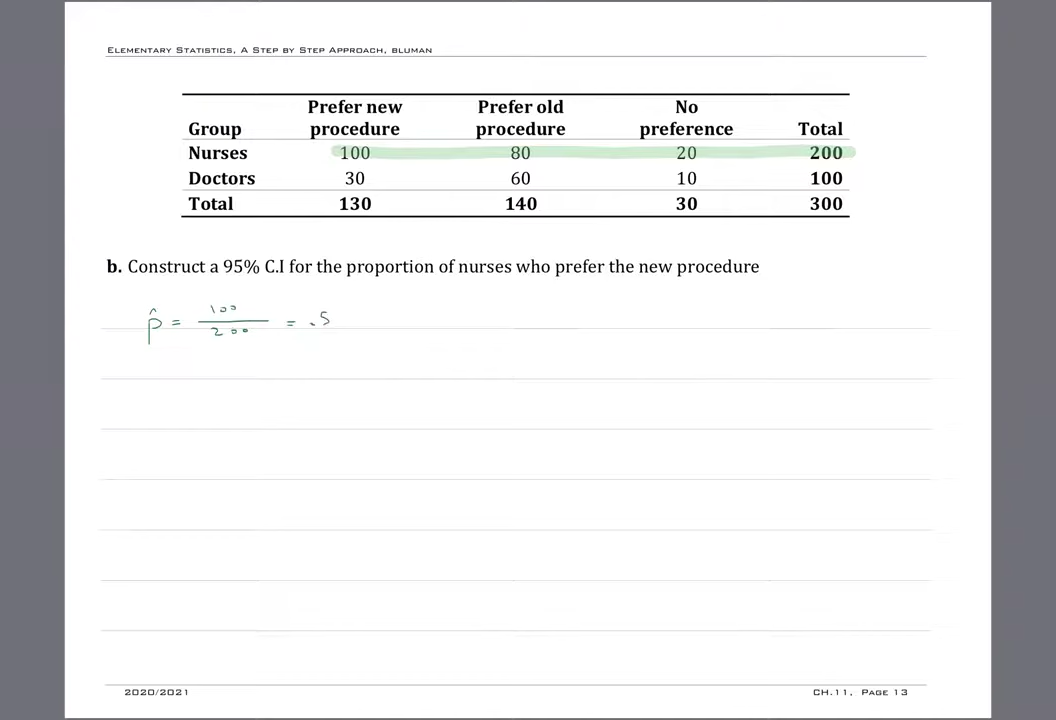 ELEMENTARY STATISTICS, A STEP BY STEP APPROACH, BLUMAN
Prefer new Prefer old No
Group procedure procedure preference Total
Nurses 100 80 20 200
Doctors 30 60 10 100
Total 130 140 30 300
b. Construct a 95% C.I for the proportion of nurses who prefer the new procedure
p̂ = 100 / 200 = .5
2020/2021 CH.11, PAGE 13